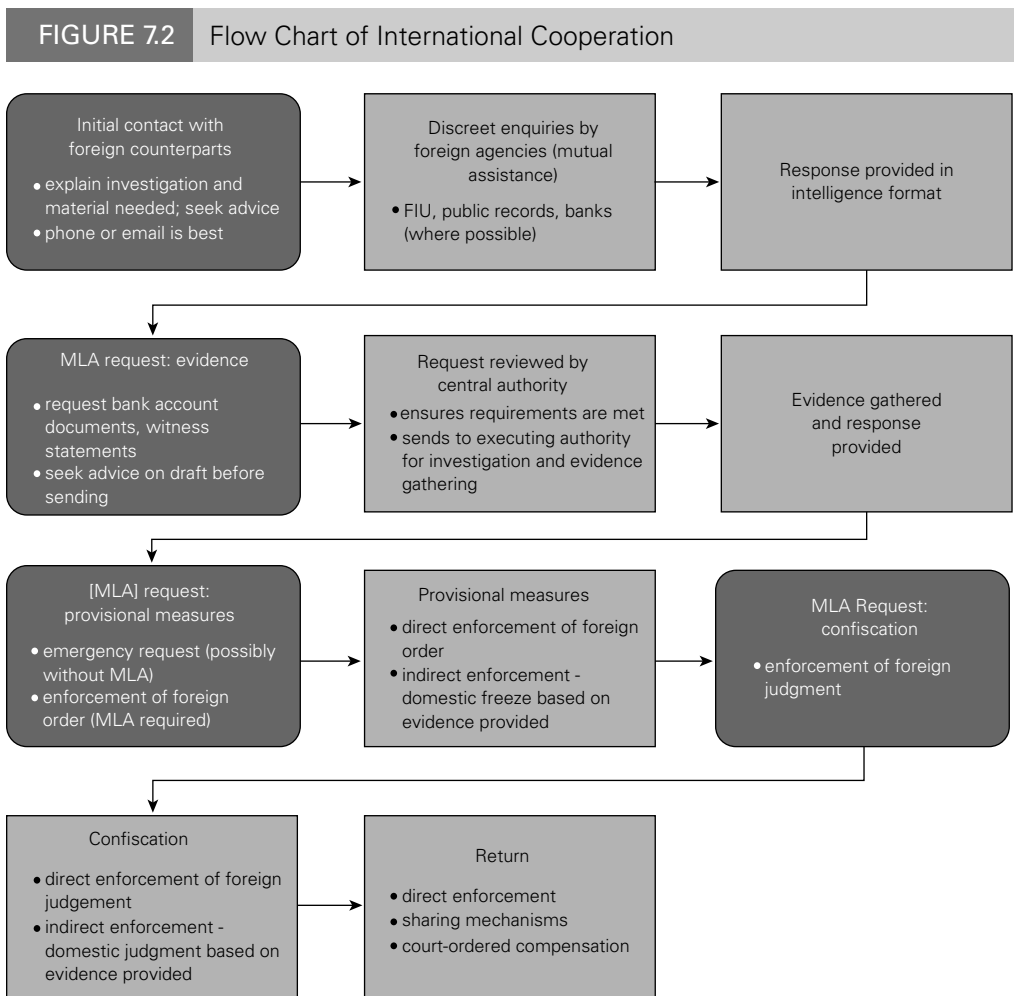 FIGURE 7.2 Flow Chart of International Cooperation
Initial contact with
foreign counterparts
• explain investigation and
material needed; seek advice
• phone or email is best
Discreet enquiries by
foreign agencies (mutual
assistance)
• FIU, public records, banks
(where possible)
Response provided in
intelligence format
MLA request: evidence
• request bank account
documents, witness
statements
• seek advice on draft before
sending
Request reviewed by
central authority
• ensures requirements are met
• sends to executing authority
for investigation and evidence
gathering
Evidence gathered
and response
provided
[MLA] request:
provisional measures
• emergency request (possibly
without MLA)
• enforcement of foreign
order (MLA required)
Provisional measures
• direct enforcement of foreign
order
• indirect enforcement -
domestic freeze based on
evidence provided
MLA Request:
confiscation
• enforcement of foreign
judgment
Confiscation
• direct enforcement of foreign
judgement
• indirect enforcement -
domestic judgment based on
evidence provided
Return
• direct enforcement
• sharing mechanisms
• court-ordered compensation